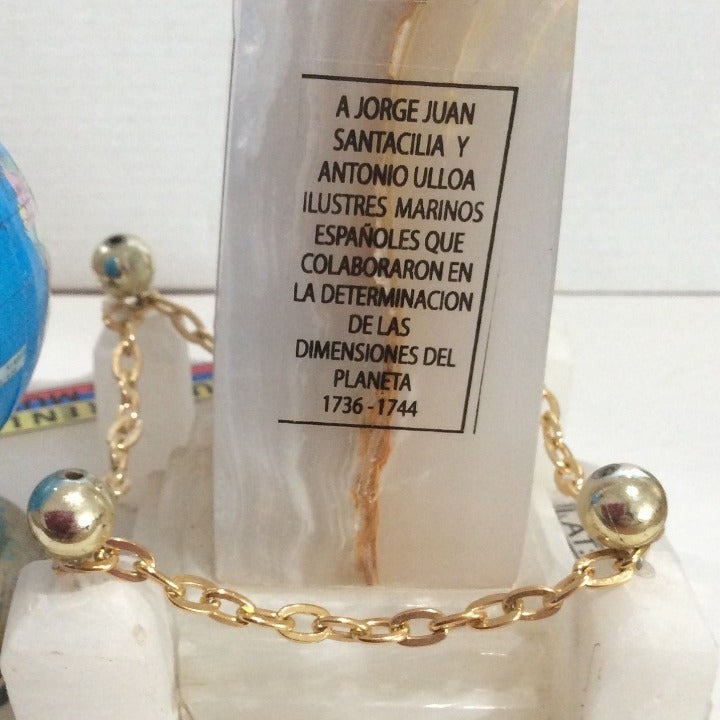 A JORGE JUAN
SANTACILIA Y
ANTONIO ULLOA
ILUSTRES MARINOS
ESPAÑOLES QUE
COLABORARON EN
LA DETERMINACION
DE LAS
DIMENSIONES DEL
PLANETA
1736 - 1744